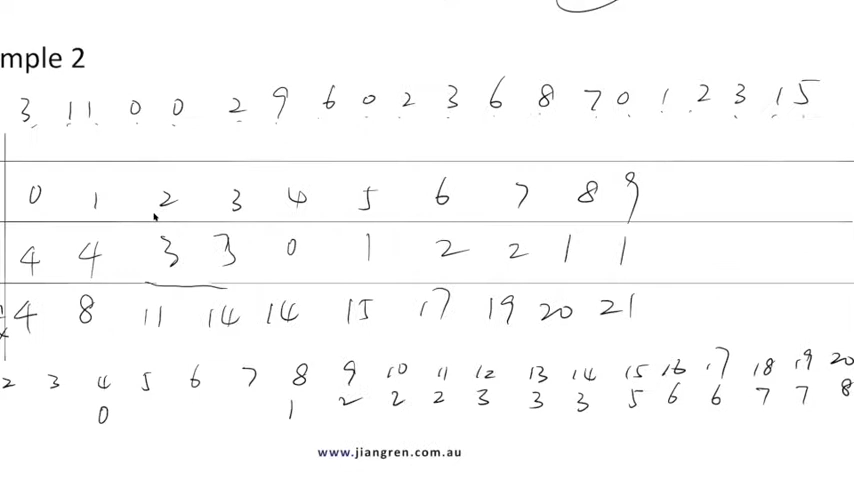 mple 2
3 11 0 0 2 9 6 0 2 3 6 8 7 0 1 2 3 1 5
0 1 2 3 4 5 6 7 8 9
4 4 3 3 0 1 2 2 1 1
4 8 11 14 14 15 17 19 20 21
2 3 4 5 6 7 8 9 10 11 12 13 14 15 16 17 18 19 20
0 1 2 2 2 3 3 3 5 6 6 7 7 8
www.jiangren.com.au